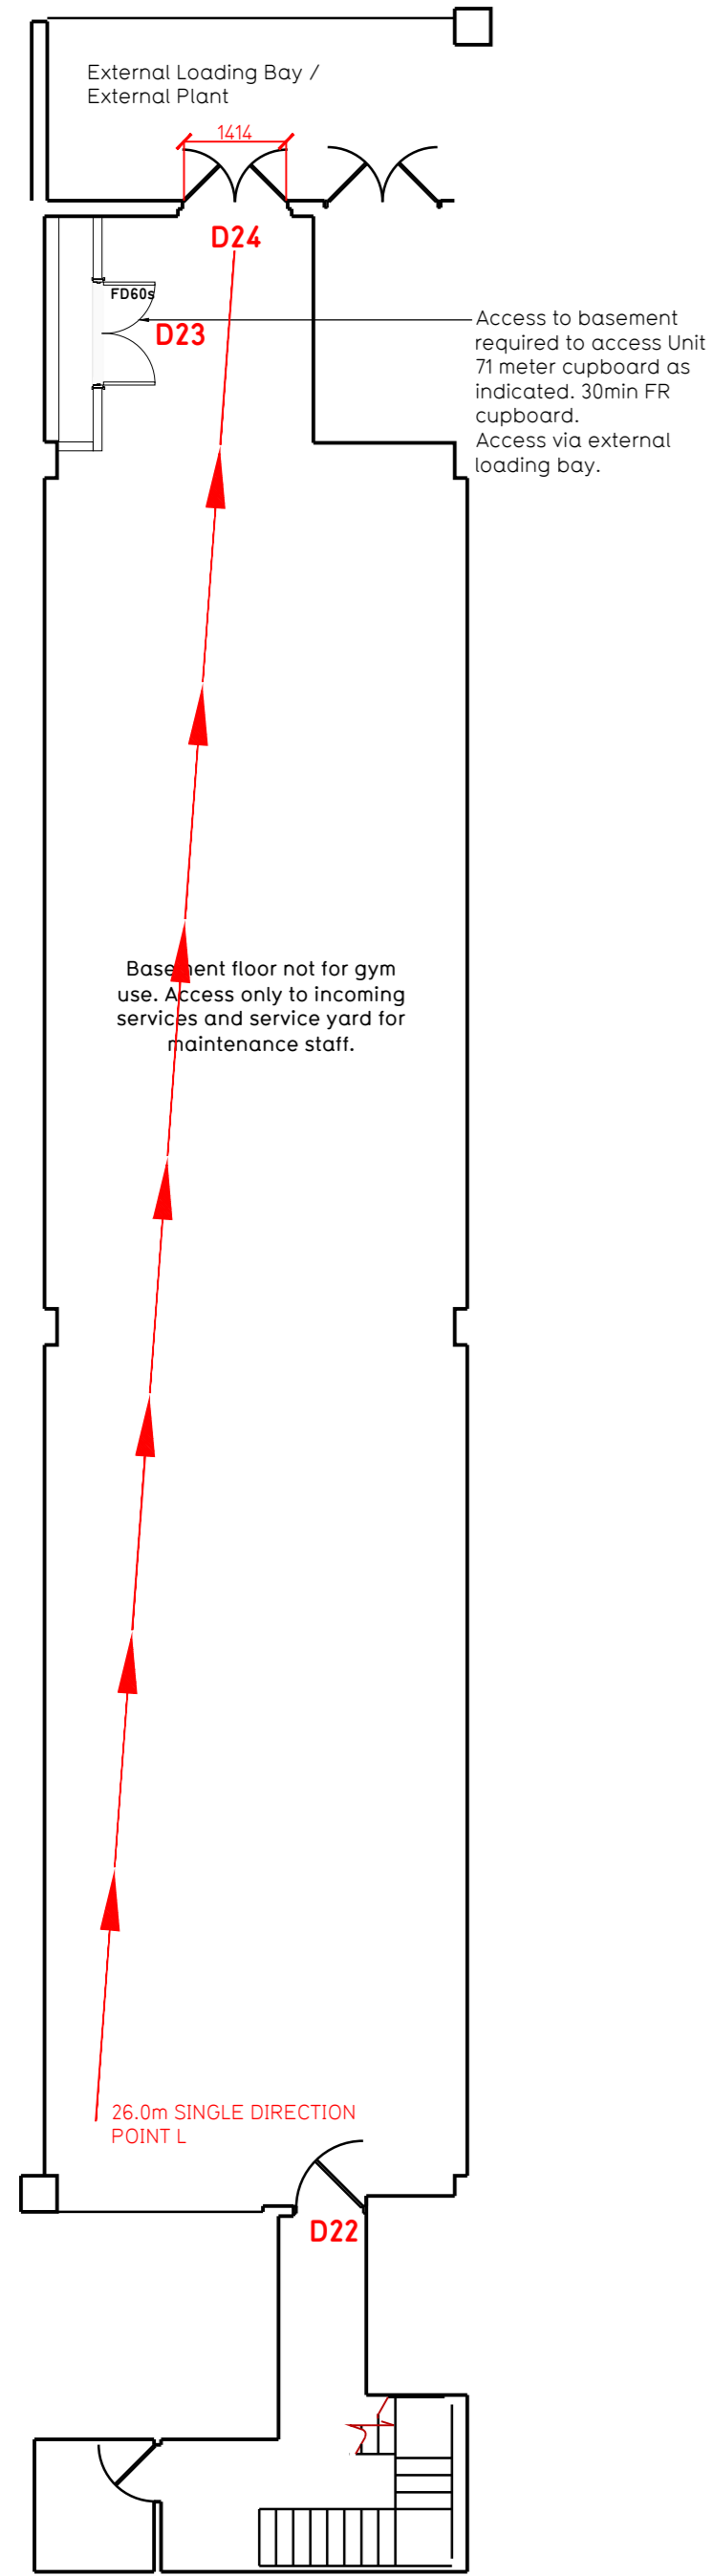 External Loading Bay /
External Plant
1414
D24
FD60s
D23
Access to basement
required to access Unit
71 meter cupboard as
indicated. 30min FR
cupboard.
Access via external
loading bay.
Basement floor not for gym
use. Access only to incoming
services and service yard for
maintenance staff.
26.0m SINGLE DIRECTION
POINT L
D22